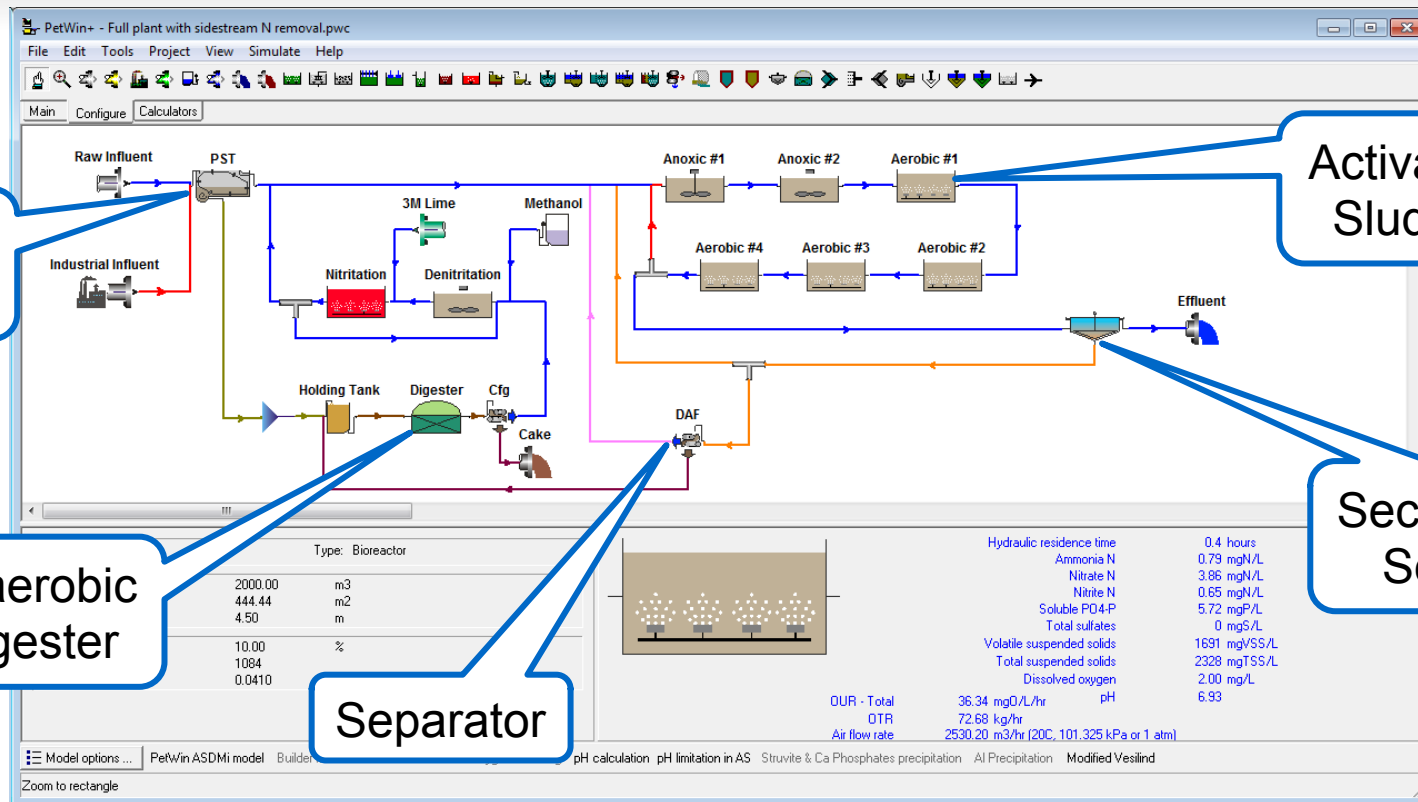 PetWin+ - Full plant with sidestream N removal.pwc
File Edit Tools Project View Simulate Help
Main Configure Calculators
Raw Influent
PST
Anoxic #1
Anoxic #2
Aerobic #1
Activa
Sluc
3M Lime
Methanol
Industrial Influent
Nitritation
Denitritation
Aerobic #4
Aerobic #3
Aerobic #2
Effluent
Holding Tank
Digester
Cfg
Cake
DAF
Sec
Se
aerobic
gester
Separator
Type: Bioreactor
2000.00 m3
444.44 m2
4.50 m
10.00 %
1084
0.0410
Hydraulic residence time 0.4 hours
Ammonia N 0.79 mgN/L
Nitrate N 3.86 mgN/L
Nitrite N 0.65 mgN/L
Soluble PO4-P 5.72 mgP/L
Total sulfates 0 mgS/L
Volatile suspended solids 1691 mgVSS/L
Total suspended solids 2328 mgTSS/L
Dissolved oxygen 2.00 mg/L
pH 6.93
OUR - Total 36.34 mgO/L/hr
OTR 72.68 kg/hr
Air flow rate 2530.20 m3/hr (20C, 101.325 kPa or 1 atm)
Model options ... PetWin ASDMi model Builder pH calculation pH limitation in AS Struvite & Ca Phosphates precipitation Al Precipitation Modified Vesilind
Zoom to rectangle